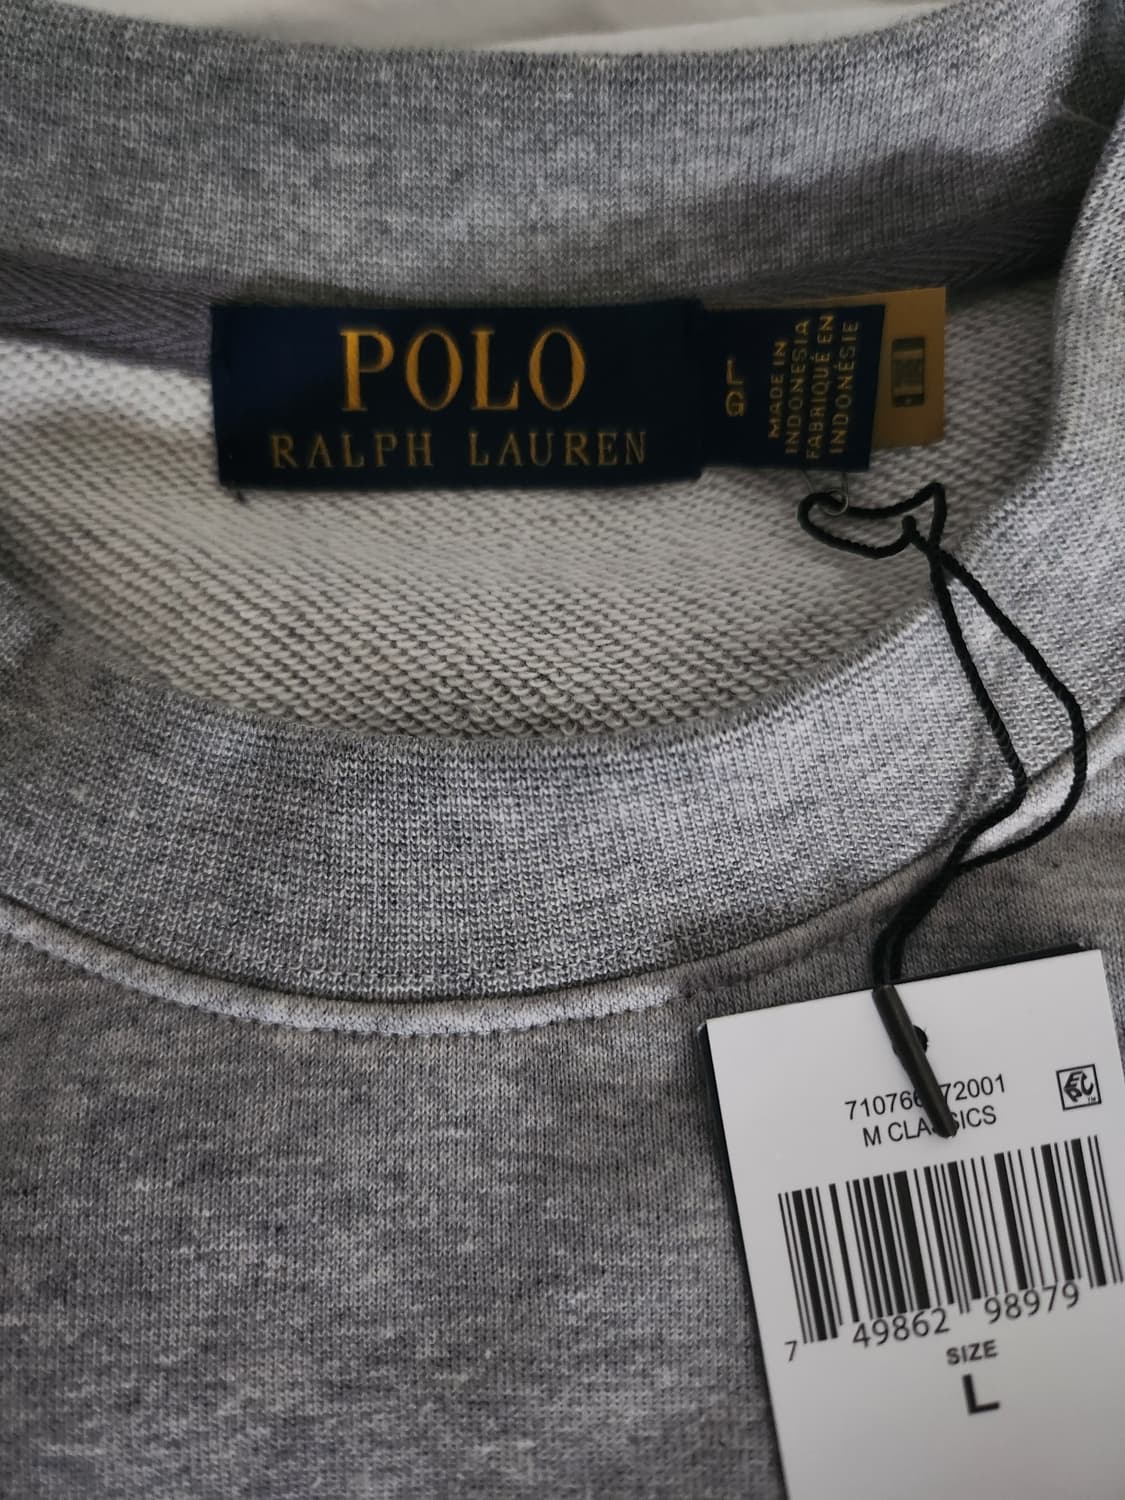 POLO
RALPH LAUREN
L
G
MADE IN
INDONESIA
FABRIQUÉ EN
INDONÉSIE
M CLASSICS
7 49862 98979
SIZE
L